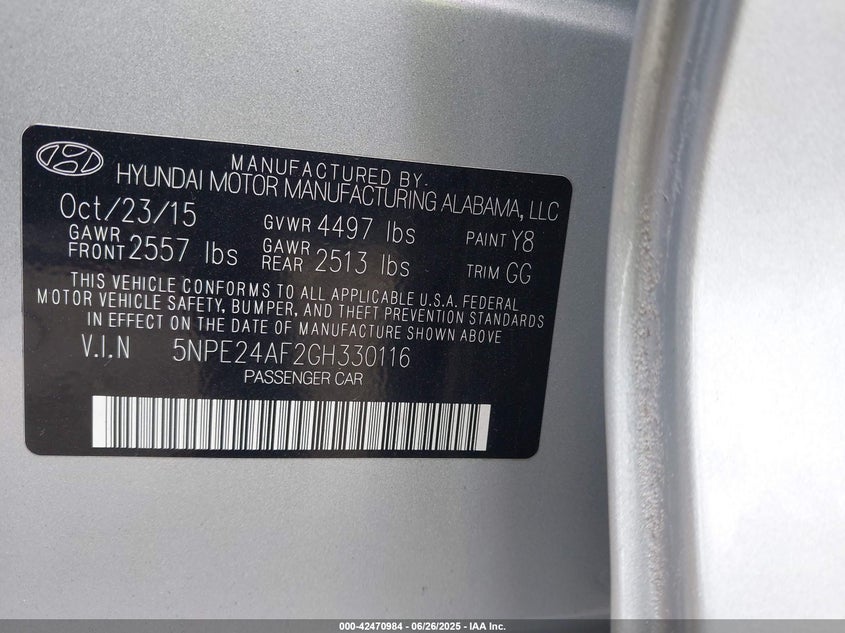 MANUFACTURED BY.
HYUNDAI MOTOR MANUFACTURING ALABAMA, LLC
Oct/23/15 GVWR 4497 lbs PAINT Y8
GAWR FRONT 2557 lbs GAWR REAR 2513 lbs TRIM GG
THIS VEHICLE CONFORMS TO ALL APPLICABLE U.S.A. FEDERAL
MOTOR VEHICLE SAFETY, BUMPER, AND THEFT PREVENTION STANDARDS
IN EFFECT ON THE DATE OF MANUFACTURE SHOWN ABOVE
V.I.N 5NPE24AF2GH330116
PASSENGER CAR
000-42470984 - 06/26/2025 - IAA Inc.